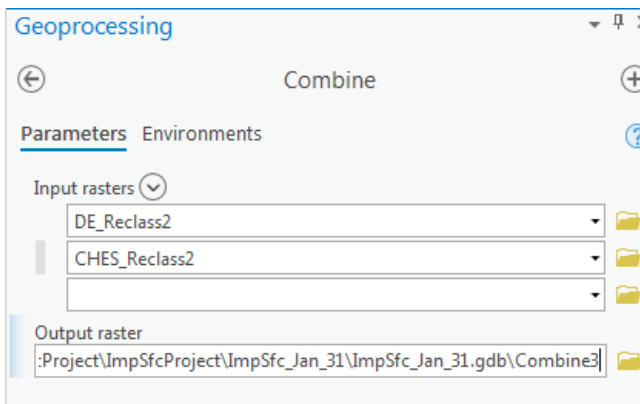 Geoprocessing
Combine
Parameters Environments
Input rasters
DE_Reclass2
CHES_Reclass2
Output raster
:Project\ImpSfcProject\ImpSfc_Jan_31\ImpSfc_Jan_31.gdb\Combine3